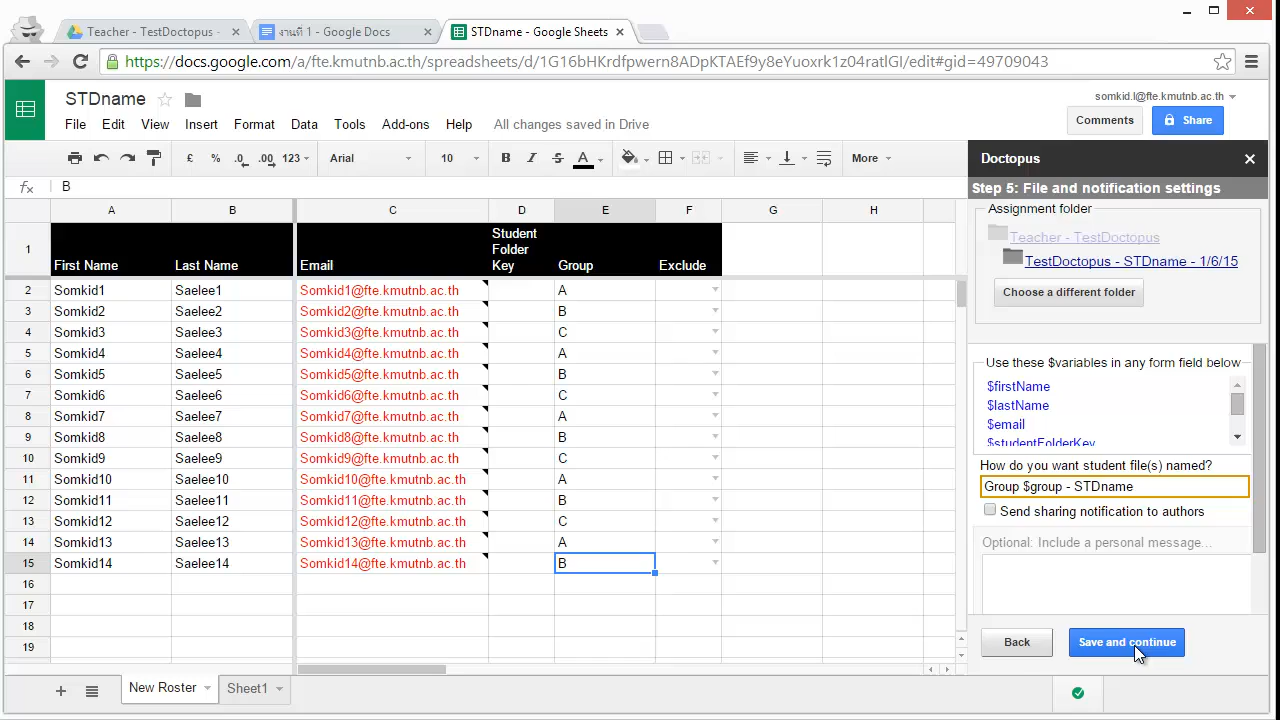 Teacher - TestDoctopus -
งานที่ 1 - Google Docs
STDname - Google Sheets
https://docs.google.com/a/fte.kmutnb.ac.th/spreadsheets/d/1G16bHKrdfpwern8ADpKTAEf9y8eYuoxrk1z04ratlGI/edit#gid=49709043
STDname
somkid.l@fte.kmutnb.ac.th
File Edit View Insert Format Data Tools Add-ons Help All changes saved in Drive
Comments Share
£ % .0 .00 123 Arial 10 B I S A More
fx B
A B C D E F G H
1 First Name Last Name Email Student Folder Key Group Exclude
2 Somkid1 Saelee1 Somkid1@fte.kmutnb.ac.th A
3 Somkid2 Saelee2 Somkid2@fte.kmutnb.ac.th B
4 Somkid3 Saelee3 Somkid3@fte.kmutnb.ac.th C
5 Somkid4 Saelee4 Somkid4@fte.kmutnb.ac.th A
6 Somkid5 Saelee5 Somkid5@fte.kmutnb.ac.th B
7 Somkid6 Saelee6 Somkid6@fte.kmutnb.ac.th C
8 Somkid7 Saelee7 Somkid7@fte.kmutnb.ac.th A
9 Somkid8 Saelee8 Somkid8@fte.kmutnb.ac.th B
10 Somkid9 Saelee9 Somkid9@fte.kmutnb.ac.th C
11 Somkid10 Saelee10 Somkid10@fte.kmutnb.ac.th A
12 Somkid11 Saelee11 Somkid11@fte.kmutnb.ac.th B
13 Somkid12 Saelee12 Somkid12@fte.kmutnb.ac.th C
14 Somkid13 Saelee13 Somkid13@fte.kmutnb.ac.th A
15 Somkid14 Saelee14 Somkid14@fte.kmutnb.ac.th B
16
17
18
19
New Roster Sheet1
Doctopus
Step 5: File and notification settings
Assignment folder
Teacher - TestDoctopus
TestDoctopus - STDname - 1/6/15
Choose a different folder
Use these $variables in any form field below
$firstName
$lastName
$email
$studentFolderKey
How do you want student file(s) named?
Group $group - STDname
Send sharing notification to authors
Optional: Include a personal message...
Back Save and continue